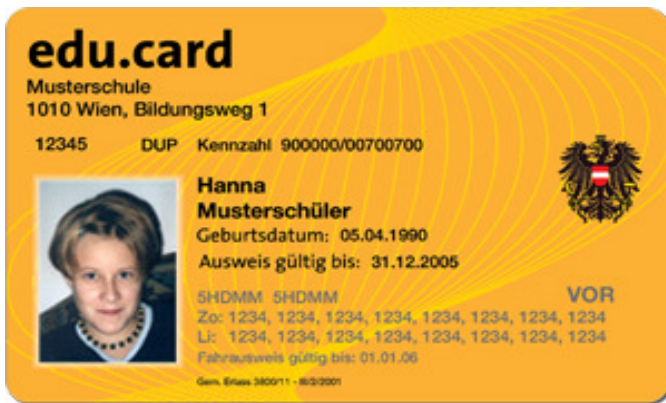 edu.card
Musterschule
1010 Wien, Bildungsweg 1
12345 DUP Kennzahl 900000/00700700
Hanna
Musterschüler
Geburtsdatum: 05.04.1990
Ausweis gültig bis: 31.12.2005
5HDMM 5HDMM VOR
Zo: 1234, 1234, 1234, 1234, 1234, 1234, 1234, 1234
Li: 1234, 1234, 1234, 1234, 1234, 1234, 1234, 1234
Fahrausweis gültig bis: 01.01.06
Gem. Erlass 3800/11 - III/2/2001